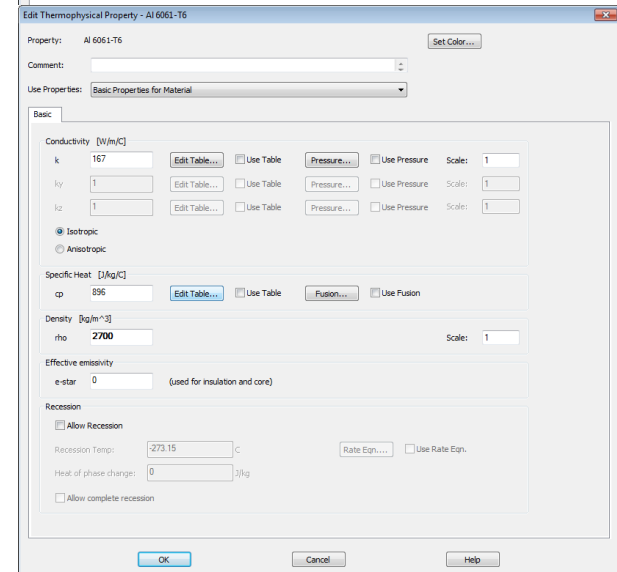 Edit Thermophysical Property - Al 6061-T6
Property: Al 6061-T6 Set Color...
Comment:
Use Properties: Basic Properties for Material
Basic
Conductivity [W/m/C]
k 167 Edit Table... Use Table Pressure... Use Pressure Scale: 1
ky 1 Edit Table... Use Table Pressure... Use Pressure Scale: 1
kz 1 Edit Table... Use Table Pressure... Use Pressure Scale: 1
Isotropic
Anisotropic
Specific Heat [J/kg/C]
cp 896 Edit Table... Use Table Fusion... Use Fusion
Density [kg/m^3]
rho 2700 Scale: 1
Effective emissivity
e-star 0 (used for insulation and core)
Recession
Allow Recession
Recession Temp: -273.15 C Rate Eqn.... Use Rate Eqn.
Heat of phase change: 0 J/kg
Allow complete recession
OK Cancel Help